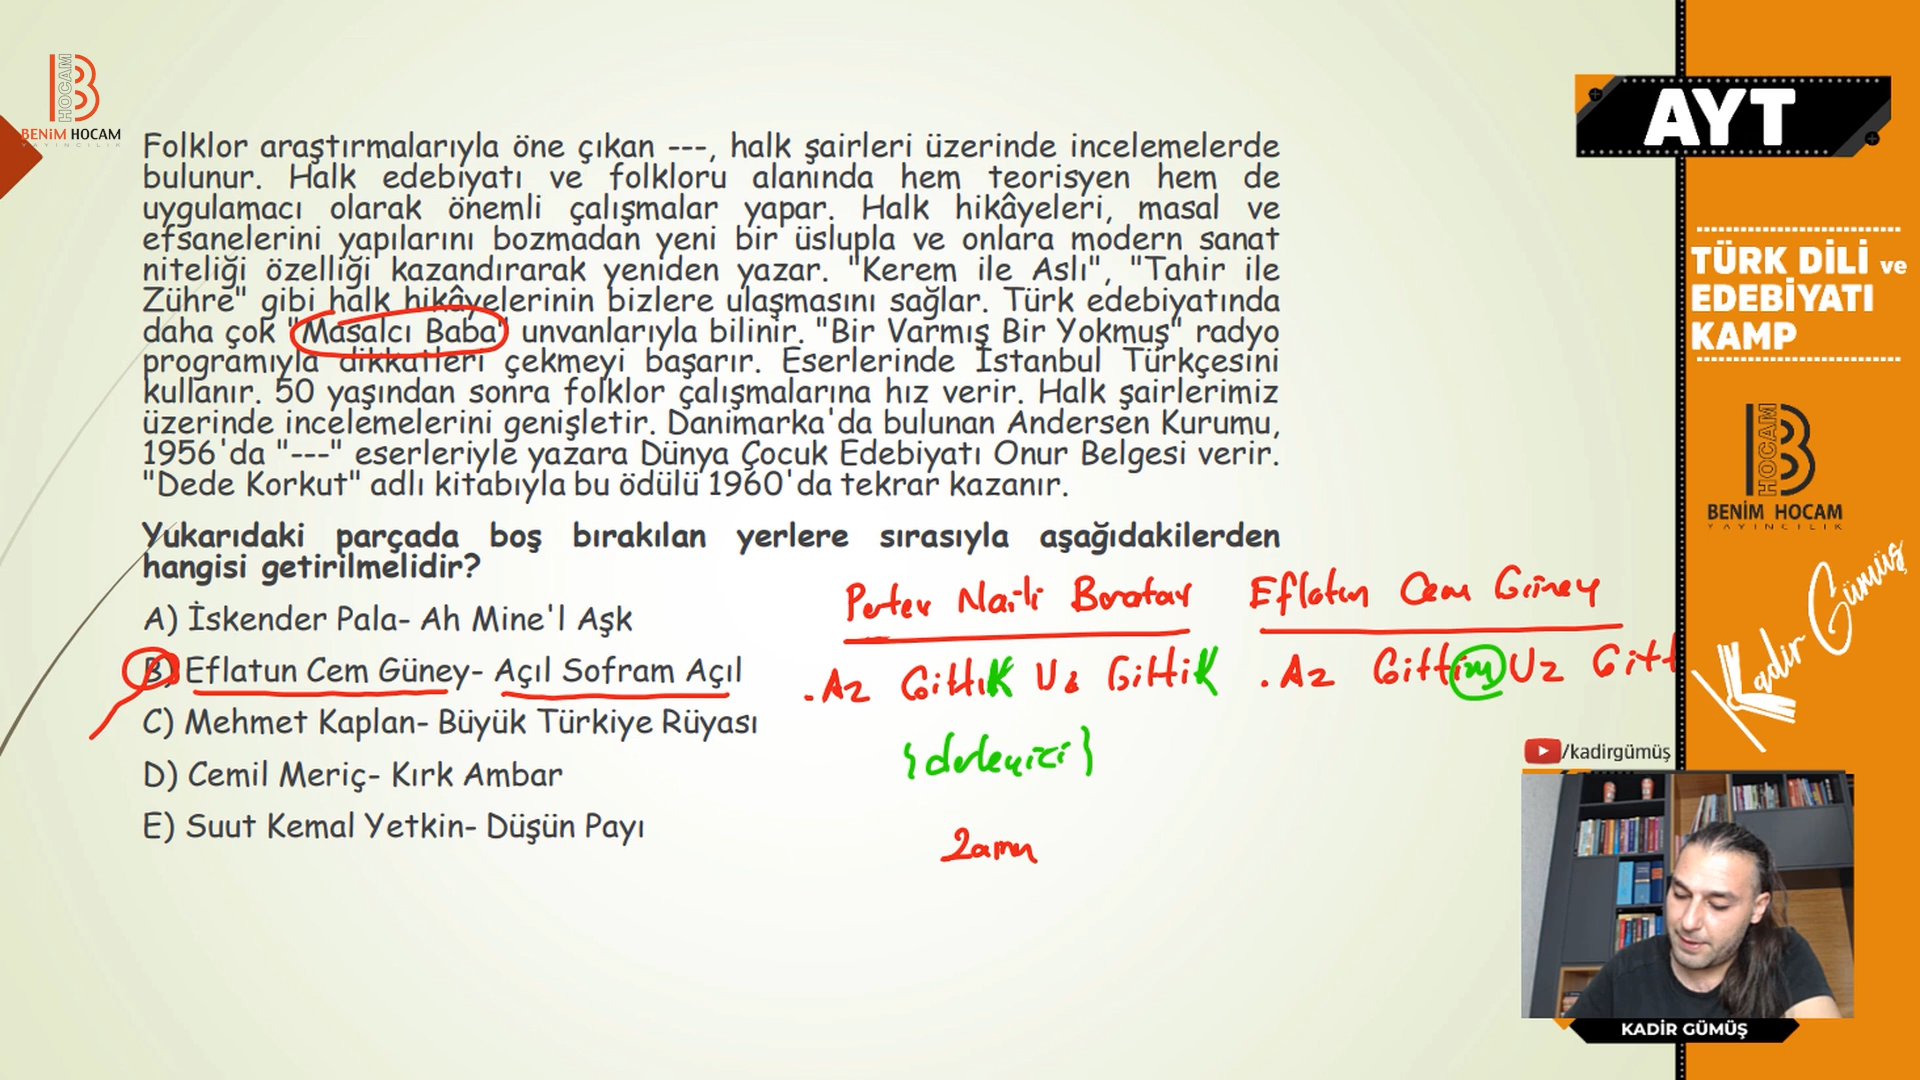 HOCAM
BENiM HOCAM
YAYINCILIK
Folklor araştırmalarıyla öne çıkan ---, halk şairleri üzerinde incelemelerde
bulunur. Halk edebiyatı ve folkloru alanında hem teorisyen hem de
uygulamacı olarak önemli çalışmalar yapar. Halk hikâyeleri, masal ve
efsanelerini yapılarını bozmadan yeni bir üslupla ve onlara modern sanat
niteliği özelliği kazandırarak yeniden yazar. "Kerem ile Aslı", "Tahir ile
Zühre" gibi halk hikâyelerinin bizlere ulaşmasını sağlar. Türk edebiyatında
daha çok "Masalcı Baba" unvanlarıyla bilinir. "Bir Varmış Bir Yokmuş" radyo
programıyla dikkatleri çekmeyi başarır. Eserlerinde İstanbul Türkçesini
kullanır. 50 yaşından sonra folklor çalışmalarına hız verir. Halk şairlerimiz
üzerinde incelemelerini genişletir. Danimarka'da bulunan Andersen Kurumu,
1956'da "---" eserleriyle yazara Dünya Çocuk Edebiyatı Onur Belgesi verir.
"Dede Korkut" adlı kitabıyla bu ödülü 1960'da tekrar kazanır.
Yukarıdaki parçada boş bırakılan yerlere sırasıyla aşağıdakilerden
hangisi getirilmelidir?
A) İskender Pala- Ah Mine'l Aşk
B) Eflatun Cem Güney- Açıl Sofram Açıl
C) Mehmet Kaplan- Büyük Türkiye Rüyası
D) Cemil Meriç- Kırk Ambar
E) Suut Kemal Yetkin- Düşün Payı
Pertev Naili Boratav
. Az Gittik Uz Gittik
{derleyici}
Eflatun Cem Güney
. Az Gittim Uz Gitt
AYT
TÜRK DİLİ ve
EDEBİYATI
KAMP
HOCAM
BENİM HOCAM
YAYINCILIK
Kadir Gümüş
/kadirgümüş
KADİR GÜMÜŞ